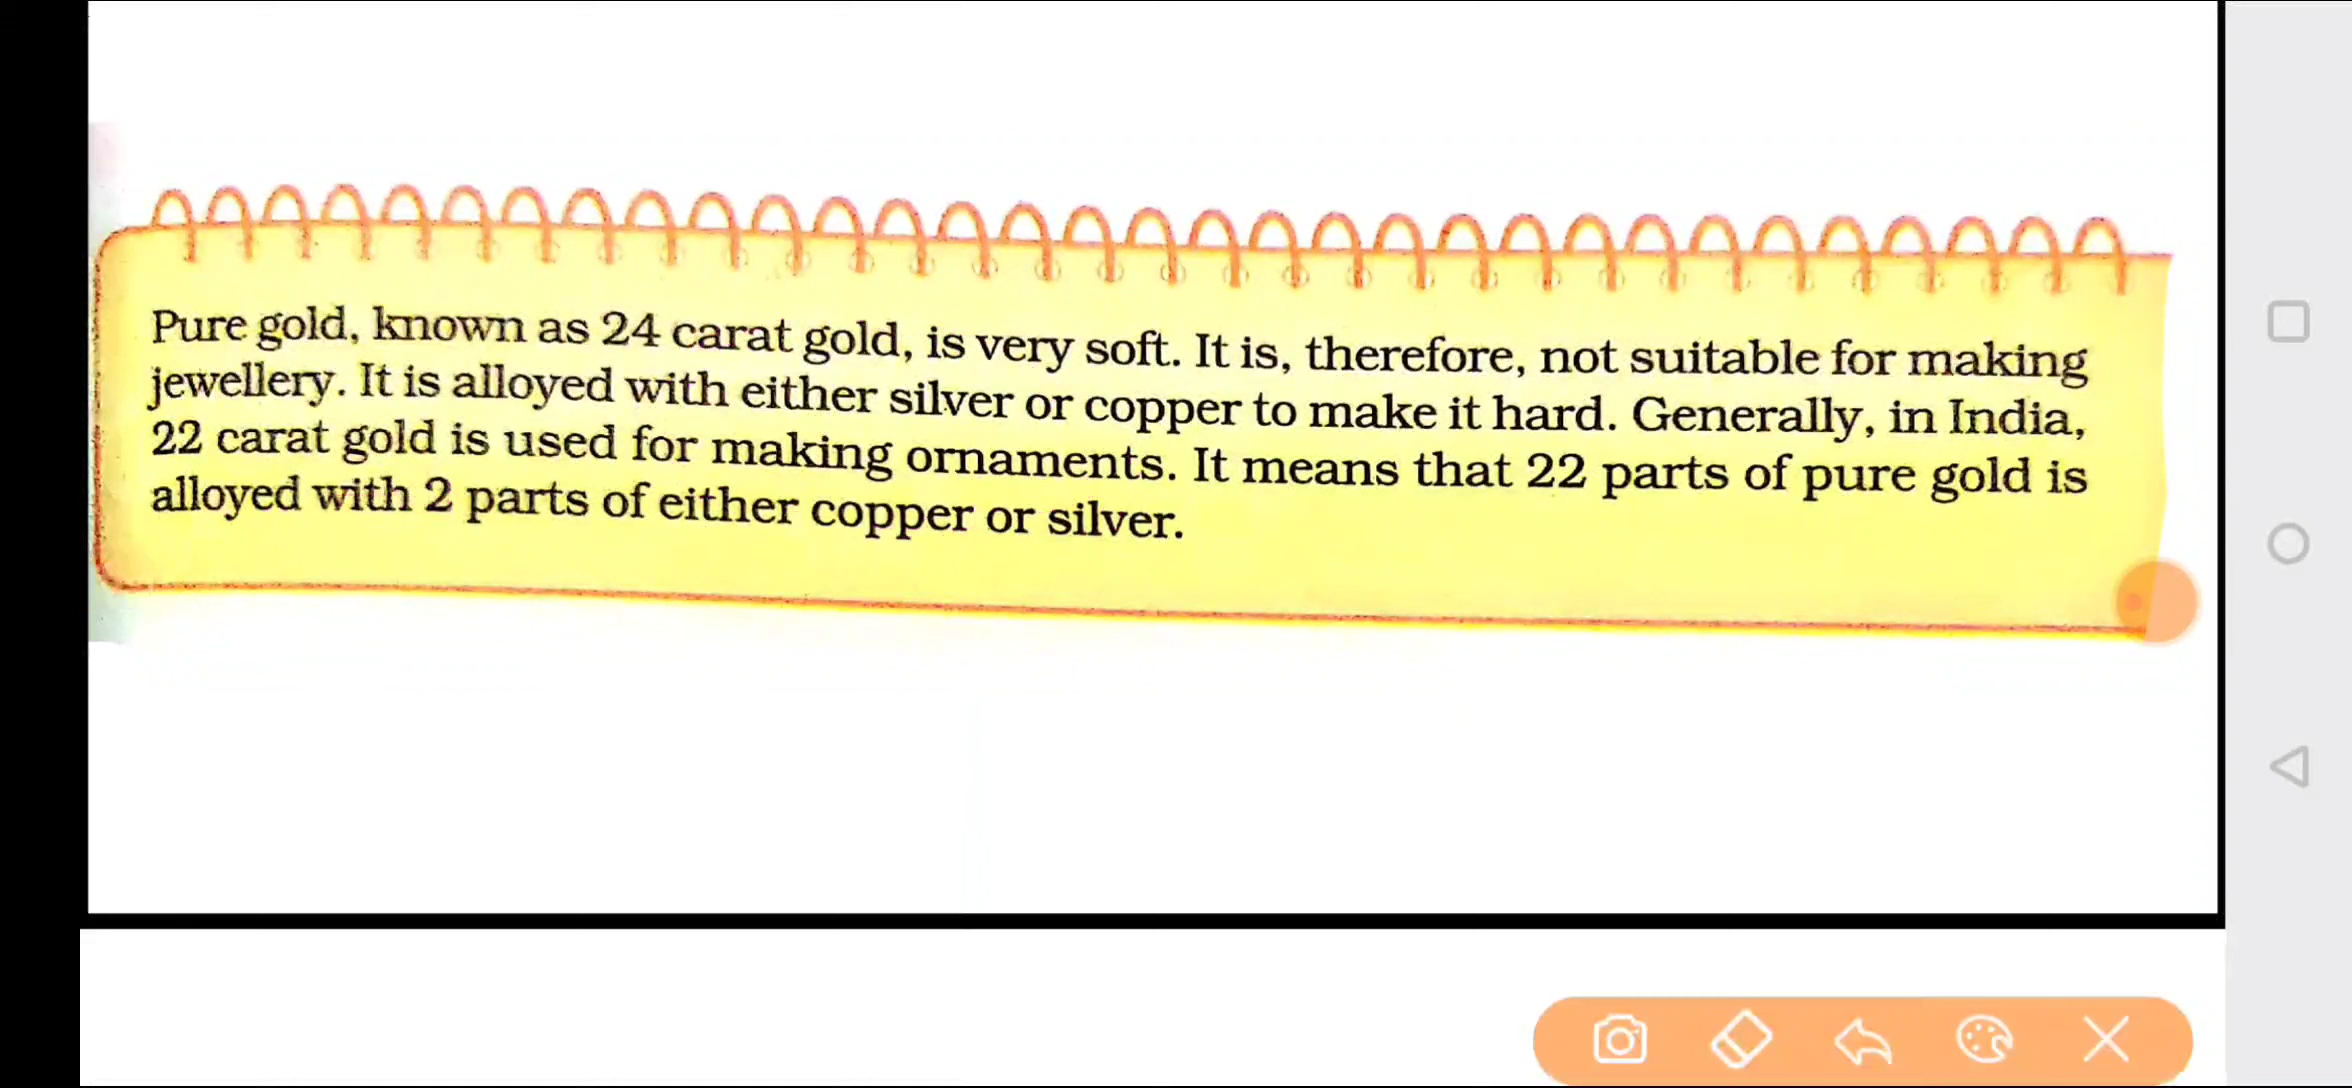 Pure gold, known as 24 carat gold, is very soft. It is, therefore, not suitable for making
jewellery. It is alloyed with either silver or copper to make it hard. Generally, in India,
22 carat gold is used for making ornaments. It means that 22 parts of pure gold is
alloyed with 2 parts of either copper or silver.